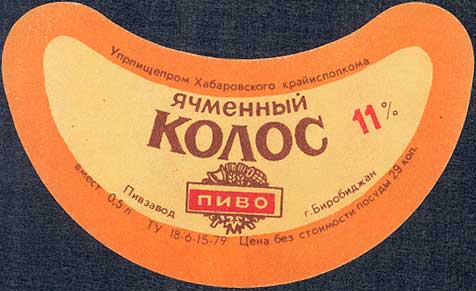 Упрпищепром Хабаровского крайисполкома
ЯЧМЕННЫЙ
КОЛОС
11%
ПИВО
Пивзавод
г. Биробиджан
вмест 0,5 л ТУ 18-6-15-79 Цена без стоимости посуды 29 коп.